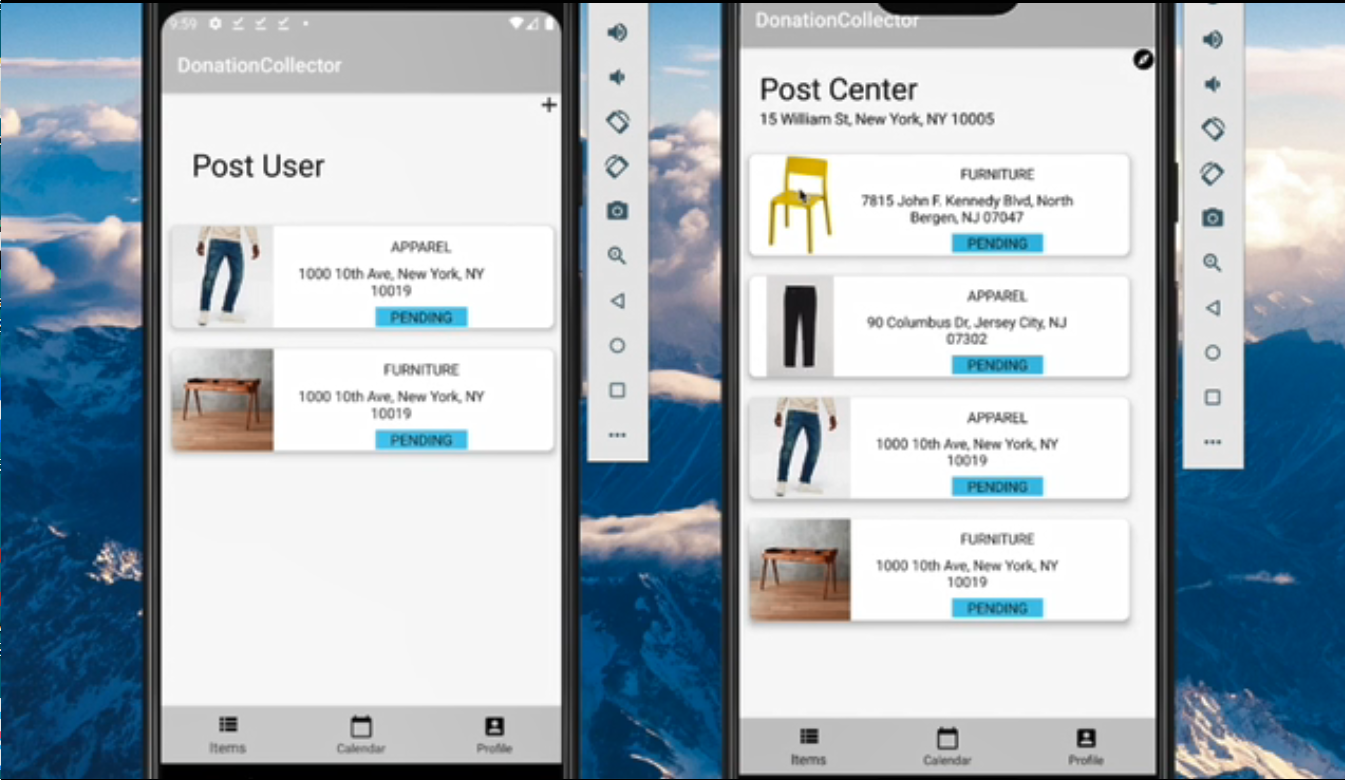 9:59
DonationCollector
Post User
APPAREL
1000 10th Ave, New York, NY
10019
PENDING
FURNITURE
1000 10th Ave, New York, NY
10019
PENDING
Items
Calendar
Profile
DonationCollector
Post Center
15 William St, New York, NY 10005
FURNITURE
7815 John F. Kennedy Blvd, North
Bergen, NJ 07047
PENDING
APPAREL
90 Columbus Dr, Jersey City, NJ
07302
PENDING
APPAREL
1000 10th Ave, New York, NY
10019
PENDING
FURNITURE
1000 10th Ave, New York, NY
10019
PENDING
Items
Calendar
Profile